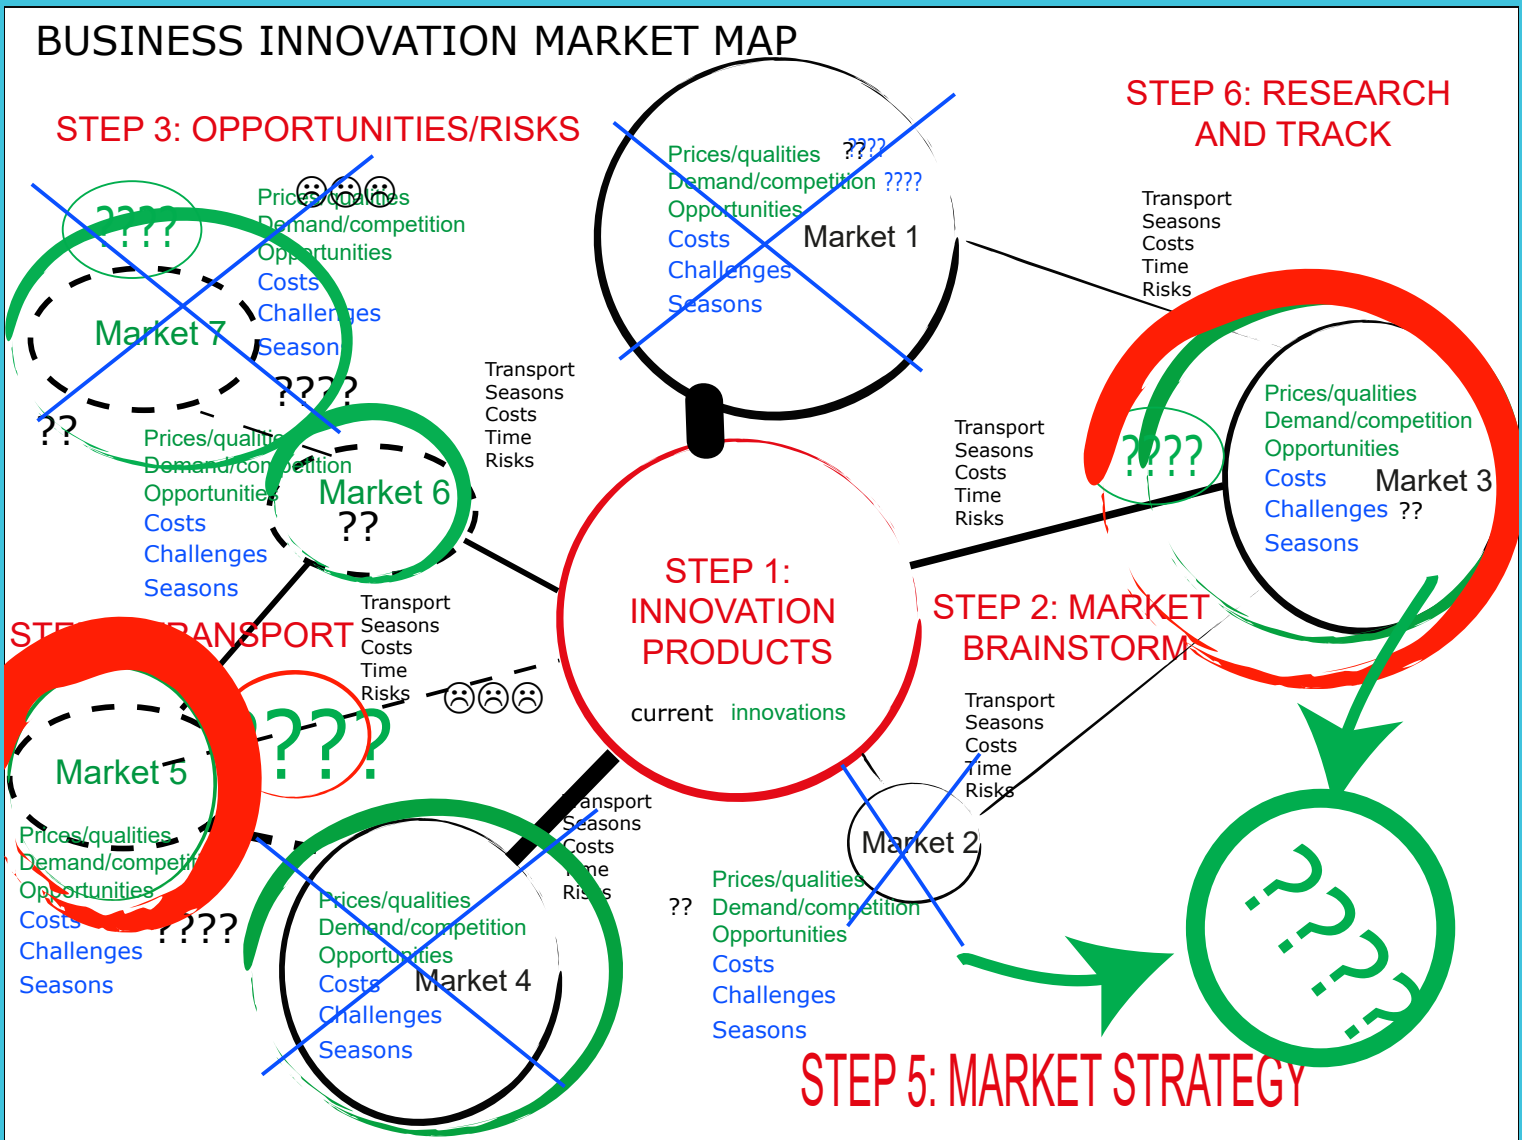 BUSINESS INNOVATION MARKET MAP
STEP 3: OPPORTUNITIES/RISKS
STEP 6: RESEARCH
AND TRACK
Prices/qualities ?? ????
Demand/competition ????
Opportunities
Costs
Market 1
Challenges
Seasons
????
Prices/qualities
Demand/competition
Opportunities
Costs
Challenges
Seasons
Market 7
????
??
Transport
Seasons
Costs
Time
Risks
Transport
Seasons
Costs
Time
Risks
Prices/qualities
Demand/competition
Opportunities
Costs
Challenges
Seasons
Market 6
??
Transport
Seasons
Costs
Time
Risks
????
Prices/qualities
Demand/competition
Opportunities
Costs
Market 3
Challenges ??
Seasons
STEP 1:
INNOVATION
PRODUCTS
current innovations
STEP 2: MARKET
BRAINSTORM
TRANSPORT
Transport
Seasons
Costs
Time
Risks
????
Market 5
Prices/qualities
Demand/competit
Opportunities
Costs
Challenges
Seasons
????
Transport
Seasons
Costs
Time
Risks
Prices/qualities
Demand/competition
Opportunities
Costs
Market 4
Challenges
Seasons
Transport
Seasons
Costs
Time
Risks
Market 2
Prices/qualities
?? Demand/competition
Opportunities
Costs
Challenges
Seasons
????
STEP 5: MARKET STRATEGY